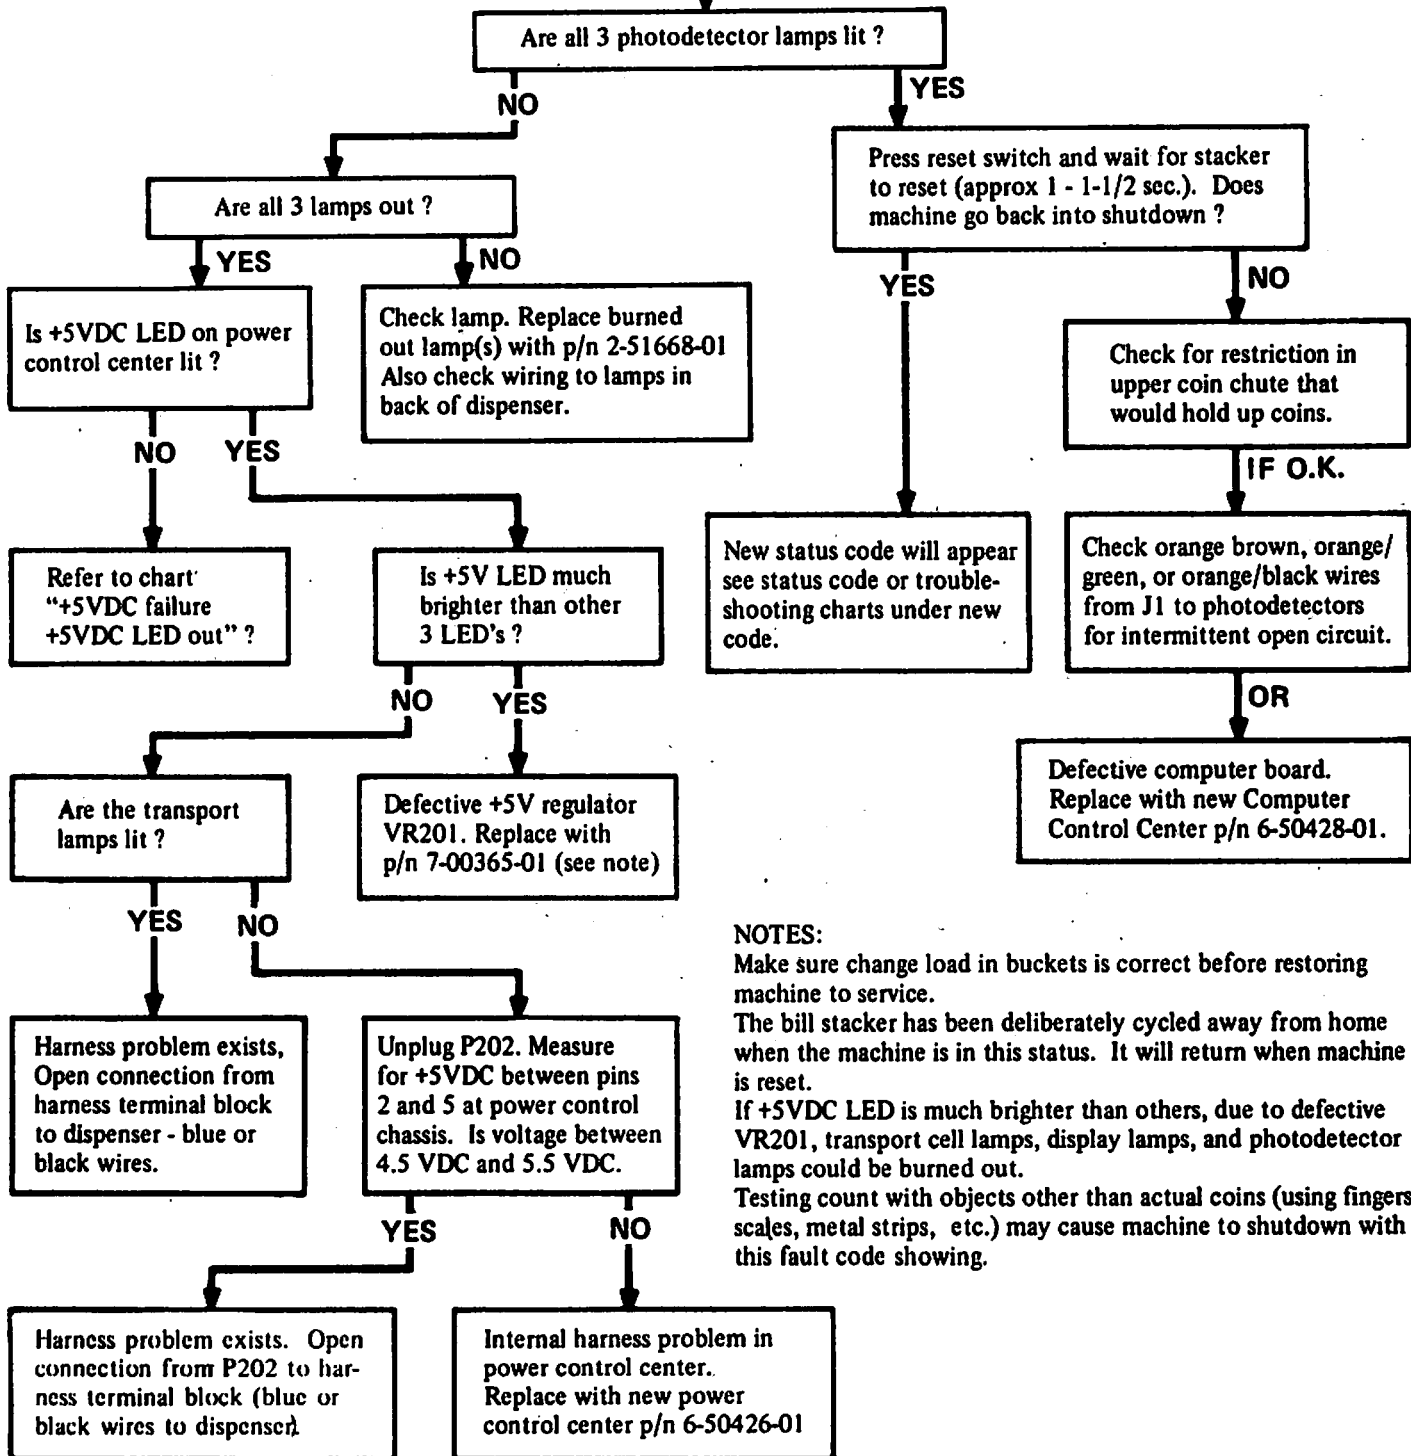 Are all 3 photodetector lamps lit ?
NO
YES
Are all 3 lamps out ?
Press reset switch and wait for stacker
to reset (approx 1 - 1-1/2 sec.). Does
machine go back into shutdown ?
YES
NO
YES
NO
Is +5VDC LED on power
control center lit ?
Check lamp. Replace burned
out lamp(s) with p/n 2-51668-01
Also check wiring to lamps in
back of dispenser.
Check for restriction in
upper coin chute that
would hold up coins.
NO
YES
IF O.K.
Refer to chart
“+5VDC failure
+5VDC LED out” ?
Is +5V LED much
brighter than other
3 LED's ?
New status code will appear
see status code or trouble-
shooting charts under new
code.
Check orange brown, orange/
green, or orange/black wires
from J1 to photodetectors
for intermittent open circuit.
NO
YES
OR
Are the transport
lamps lit ?
Defective +5V regulator
VR201. Replace with
p/n 7-00365-01 (see note)
Defective computer board.
Replace with new Computer
Control Center p/n 6-50428-01.
YES
NO
Harness problem exists,
Open connection from
harness terminal block
to dispenser - blue or
black wires.
Unplug P202. Measure
for +5VDC between pins
2 and 5 at power control
chassis. Is voltage between
4.5 VDC and 5.5 VDC.
NOTES:
Make sure change load in buckets is correct before restoring
machine to service.
The bill stacker has been deliberately cycled away from home
when the machine is in this status. It will return when machine
is reset.
If +5VDC LED is much brighter than others, due to defective
VR201, transport cell lamps, display lamps, and photodetector
lamps could be burned out.
Testing count with objects other than actual coins (using fingers
scales, metal strips, etc.) may cause machine to shutdown with
this fault code showing.
YES
NO
Harness problem exists. Open
connection from P202 to har-
ness terminal block (blue or
black wires to dispenser)
Internal harness problem in
power control center.
Replace with new power
control center p/n 6-50426-01